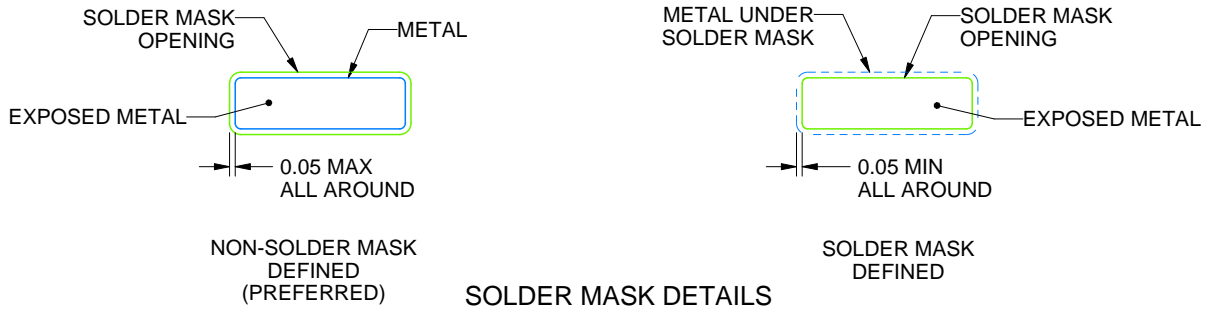 SOLDER MASK
OPENING
METAL
EXPOSED METAL
0.05 MAX
ALL AROUND
NON-SOLDER MASK
DEFINED
(PREFERRED)
METAL UNDER
SOLDER MASK
SOLDER MASK
OPENING
EXPOSED METAL
0.05 MIN
ALL AROUND
SOLDER MASK
DEFINED
SOLDER MASK DETAILS